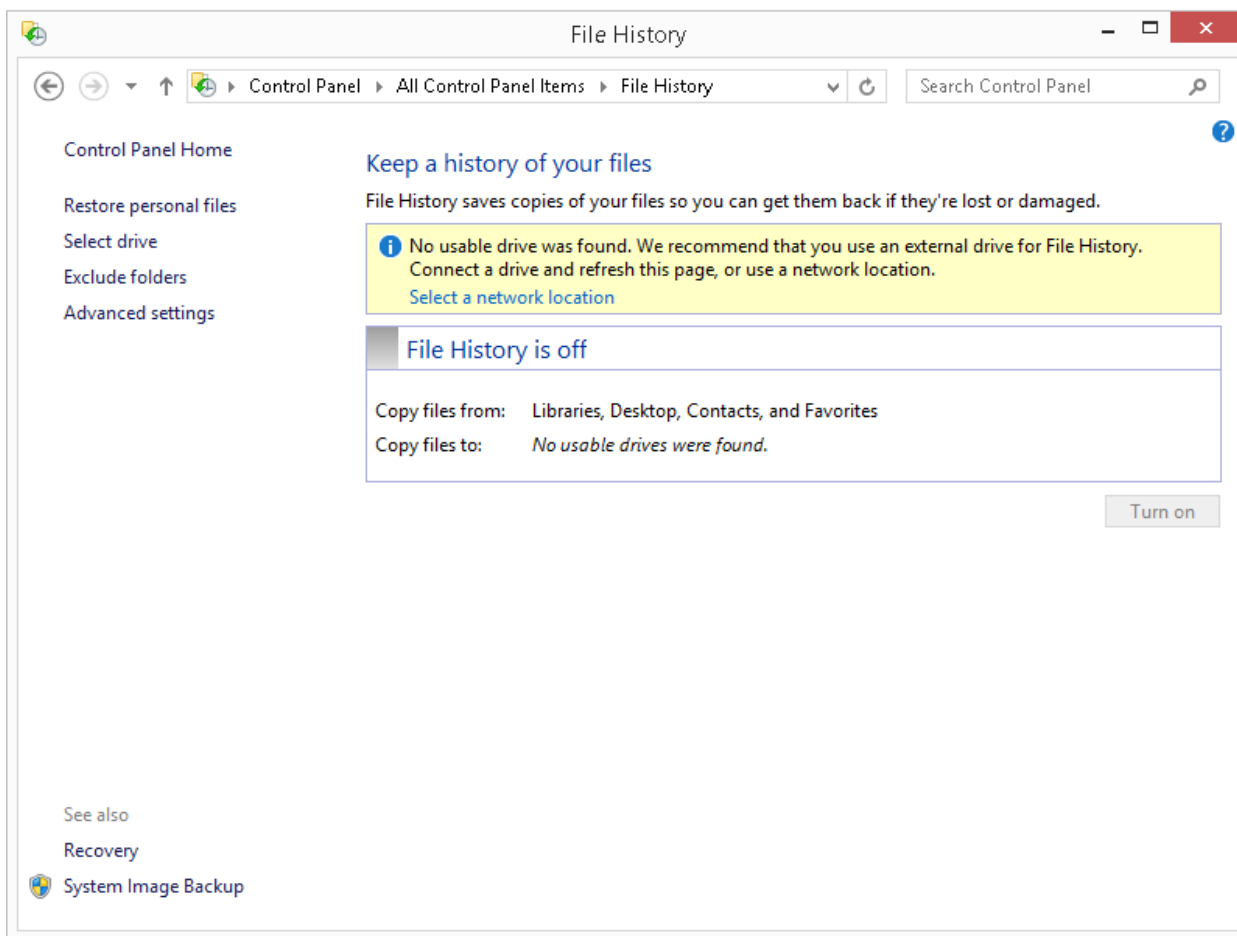 File History
Control Panel All Control Panel Items File History
Search Control Panel
Control Panel Home
Restore personal files
Select drive
Exclude folders
Advanced settings
Keep a history of your files
File History saves copies of your files so you can get them back if they're lost or damaged.
No usable drive was found. We recommend that you use an external drive for File History.
Connect a drive and refresh this page, or use a network location.
Select a network location
File History is off
Copy files from: Libraries, Desktop, Contacts, and Favorites
Copy files to: No usable drives were found.
Turn on
See also
Recovery
System Image Backup